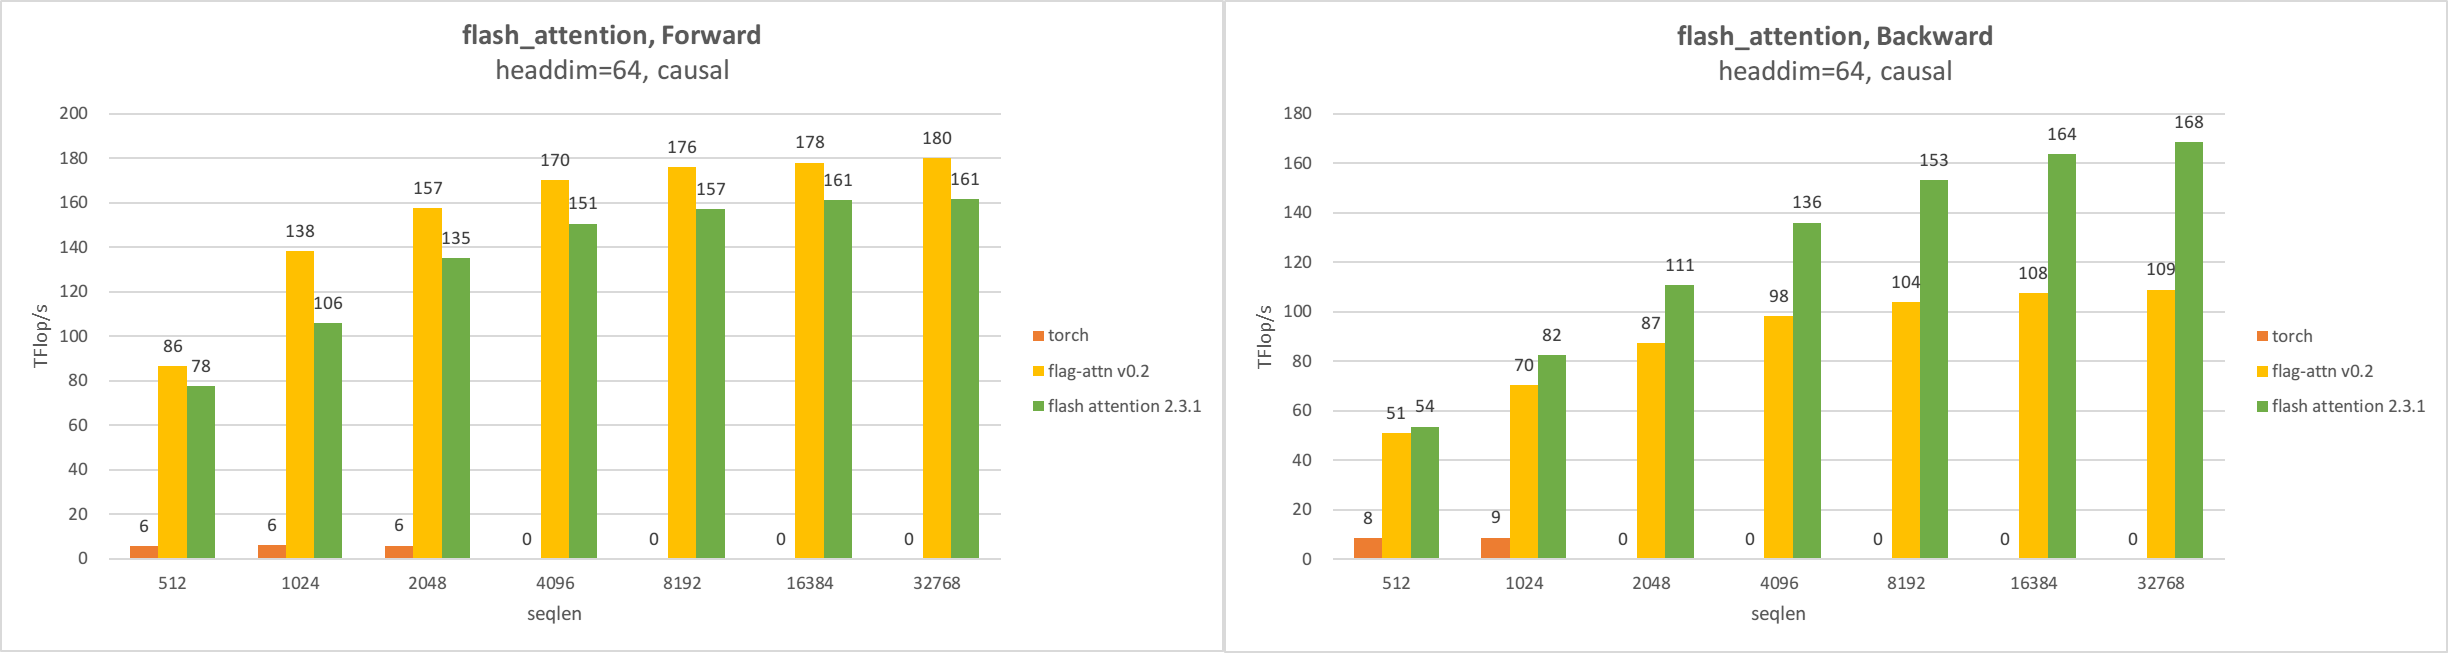 flash_attention, Forward
headdim=64, causal
200
180
160
140
120
100
80
60
40
20
0
TFlop/s
6 86 78
6 138 106
6 157 135
0 170 151
0 176 157
0 178 161
0 180 161
512 1024 2048 4096 8192 16384 32768
seqlen
torch
flag-attn v0.2
flash attention 2.3.1
flash_attention, Backward
headdim=64, causal
180
160
140
120
100
80
60
40
20
0
TFlop/s
8 51 54
9 70 82
0 87 111
0 98 136
0 104 153
0 108 164
0 109 168
512 1024 2048 4096 8192 16384 32768
seqlen
torch
flag-attn v0.2
flash attention 2.3.1